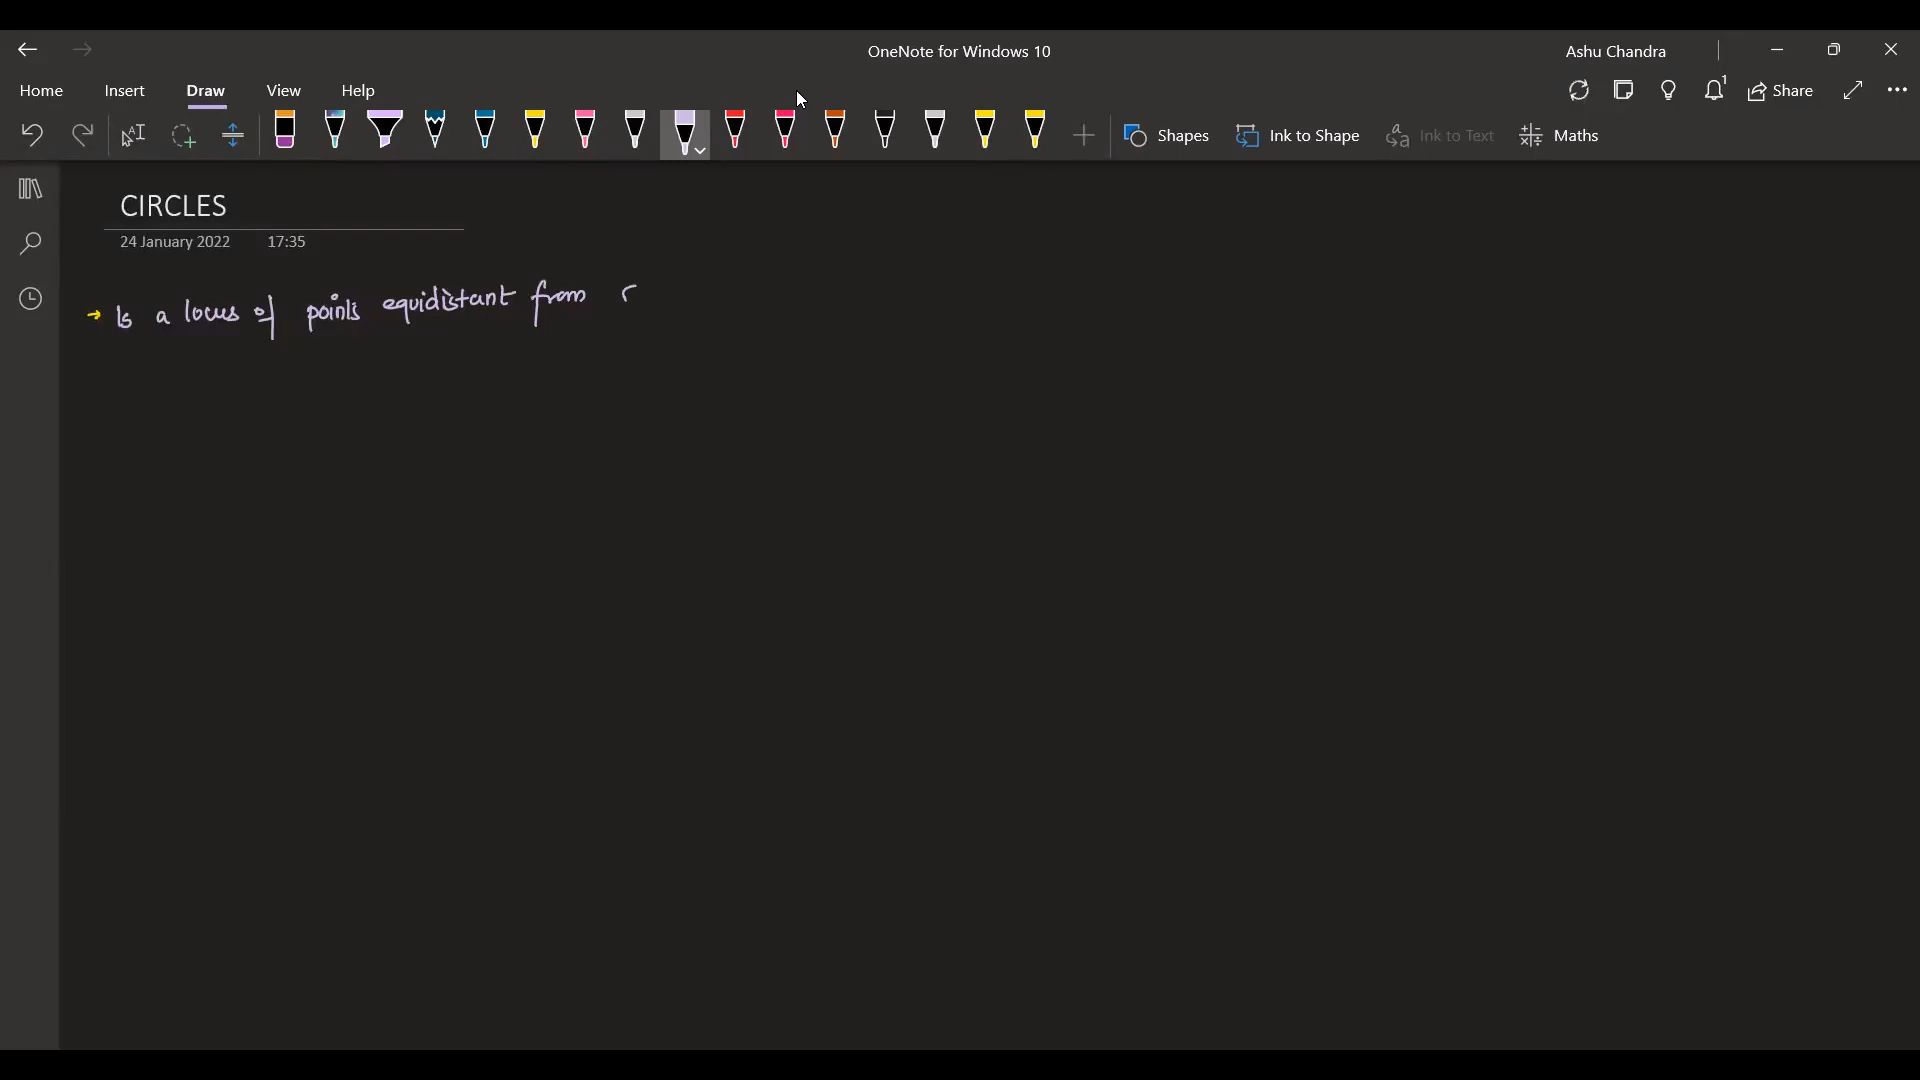 OneNote for Windows 10
Ashu Chandra
Home Insert Draw View Help
1 Share
Shapes Ink to Shape Ink to Text Maths
CIRCLES
24 January 2022 17:35
→ Is a locus of points equidistant from